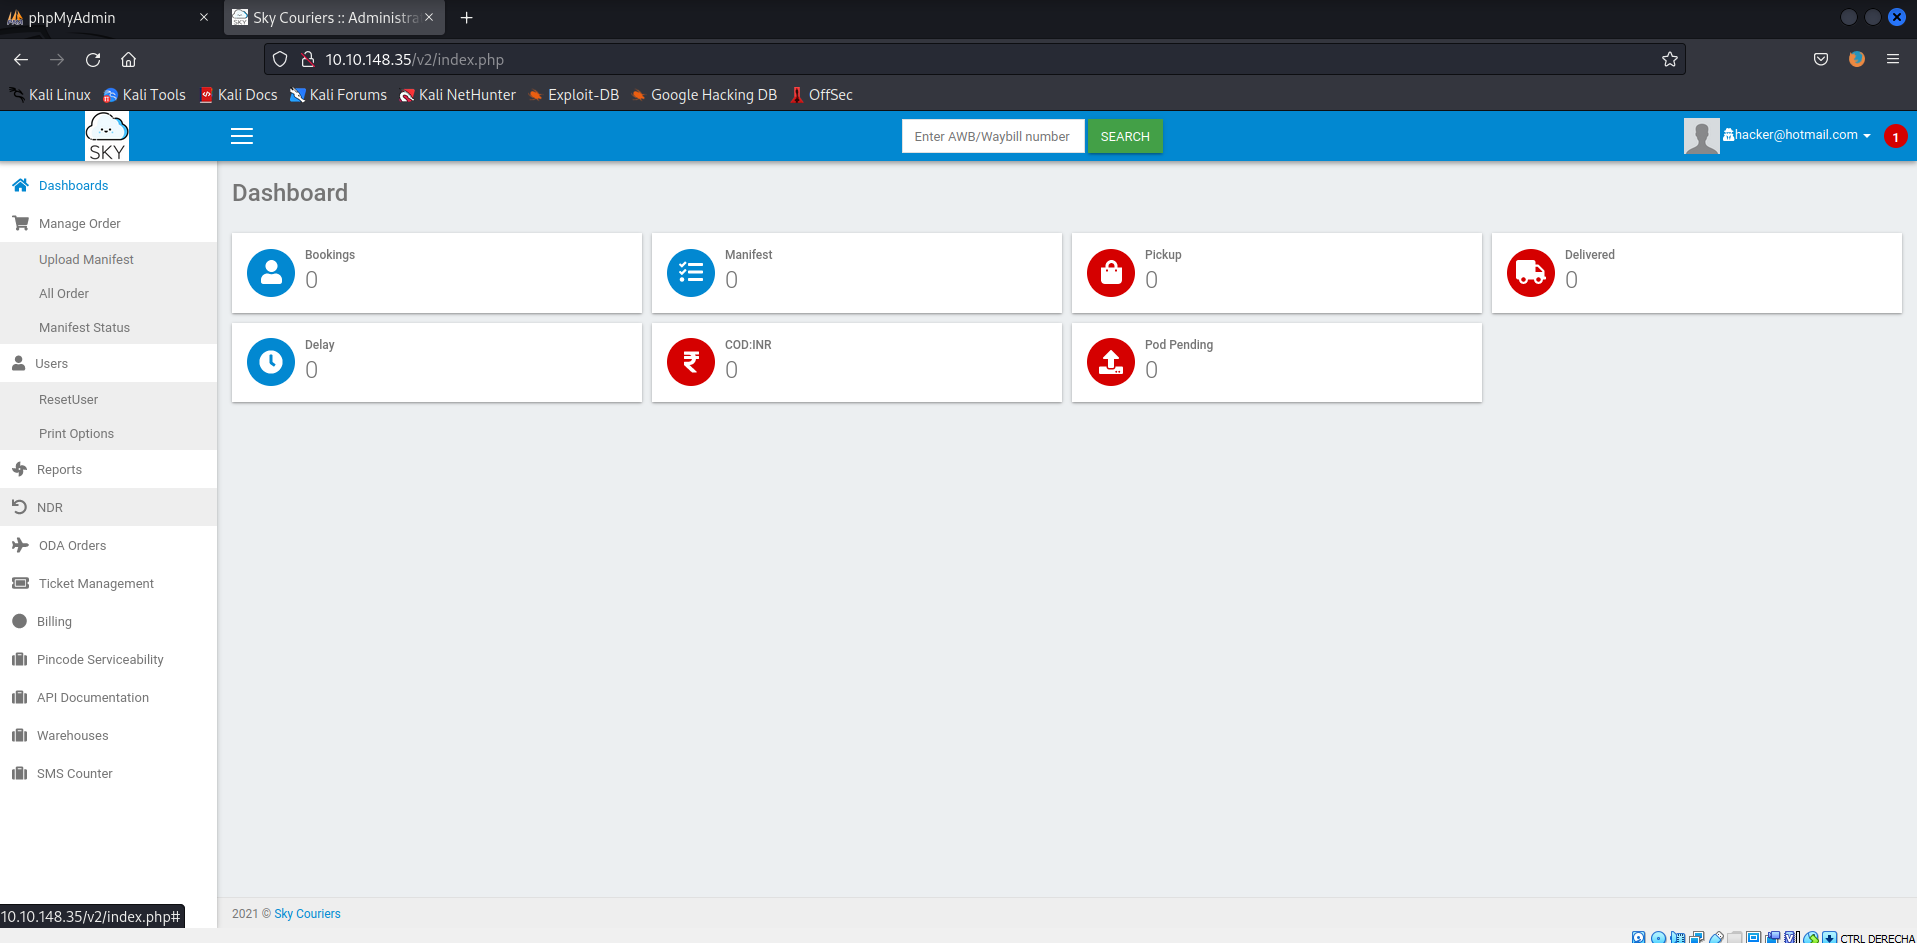 phpMyAdmin
Sky Couriers :: Administra
10.10.148.35/v2/index.php
Kali Linux Kali Tools Kali Docs Kali Forums Kali NetHunter Exploit-DB Google Hacking DB OffSec
SKY
Enter AWB/Waybill number SEARCH
hacker@hotmail.com 1
Dashboards
Manage Order
Upload Manifest
All Order
Manifest Status
Users
ResetUser
Print Options
Reports
NDR
ODA Orders
Ticket Management
Billing
Pincode Serviceability
API Documentation
Warehouses
SMS Counter
Dashboard
Bookings
0
Manifest
0
Pickup
0
Delivered
0
Delay
0
COD:INR
0
Pod Pending
0
2021 © Sky Couriers
10.10.148.35/v2/index.php#
CTRL DERECHA